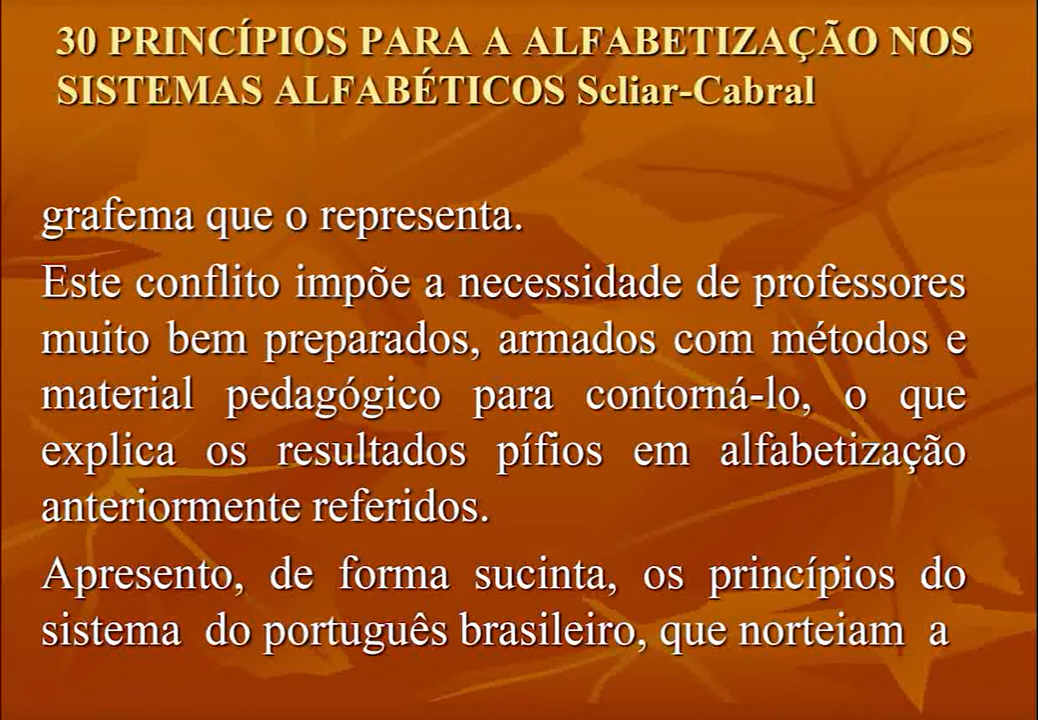 30 PRINCÍPIOS PARA A ALFABETIZAÇÃO NOS
SISTEMAS ALFABÉTICOS Scliar-Cabral
grafema que o representa.
Este conflito impõe a necessidade de professores
muito bem preparados, armados com métodos e
material pedagógico para contorná-lo, o que
explica os resultados pífios em alfabetização
anteriormente referidos.
Apresento, de forma sucinta, os princípios do
sistema do português brasileiro, que norteiam a